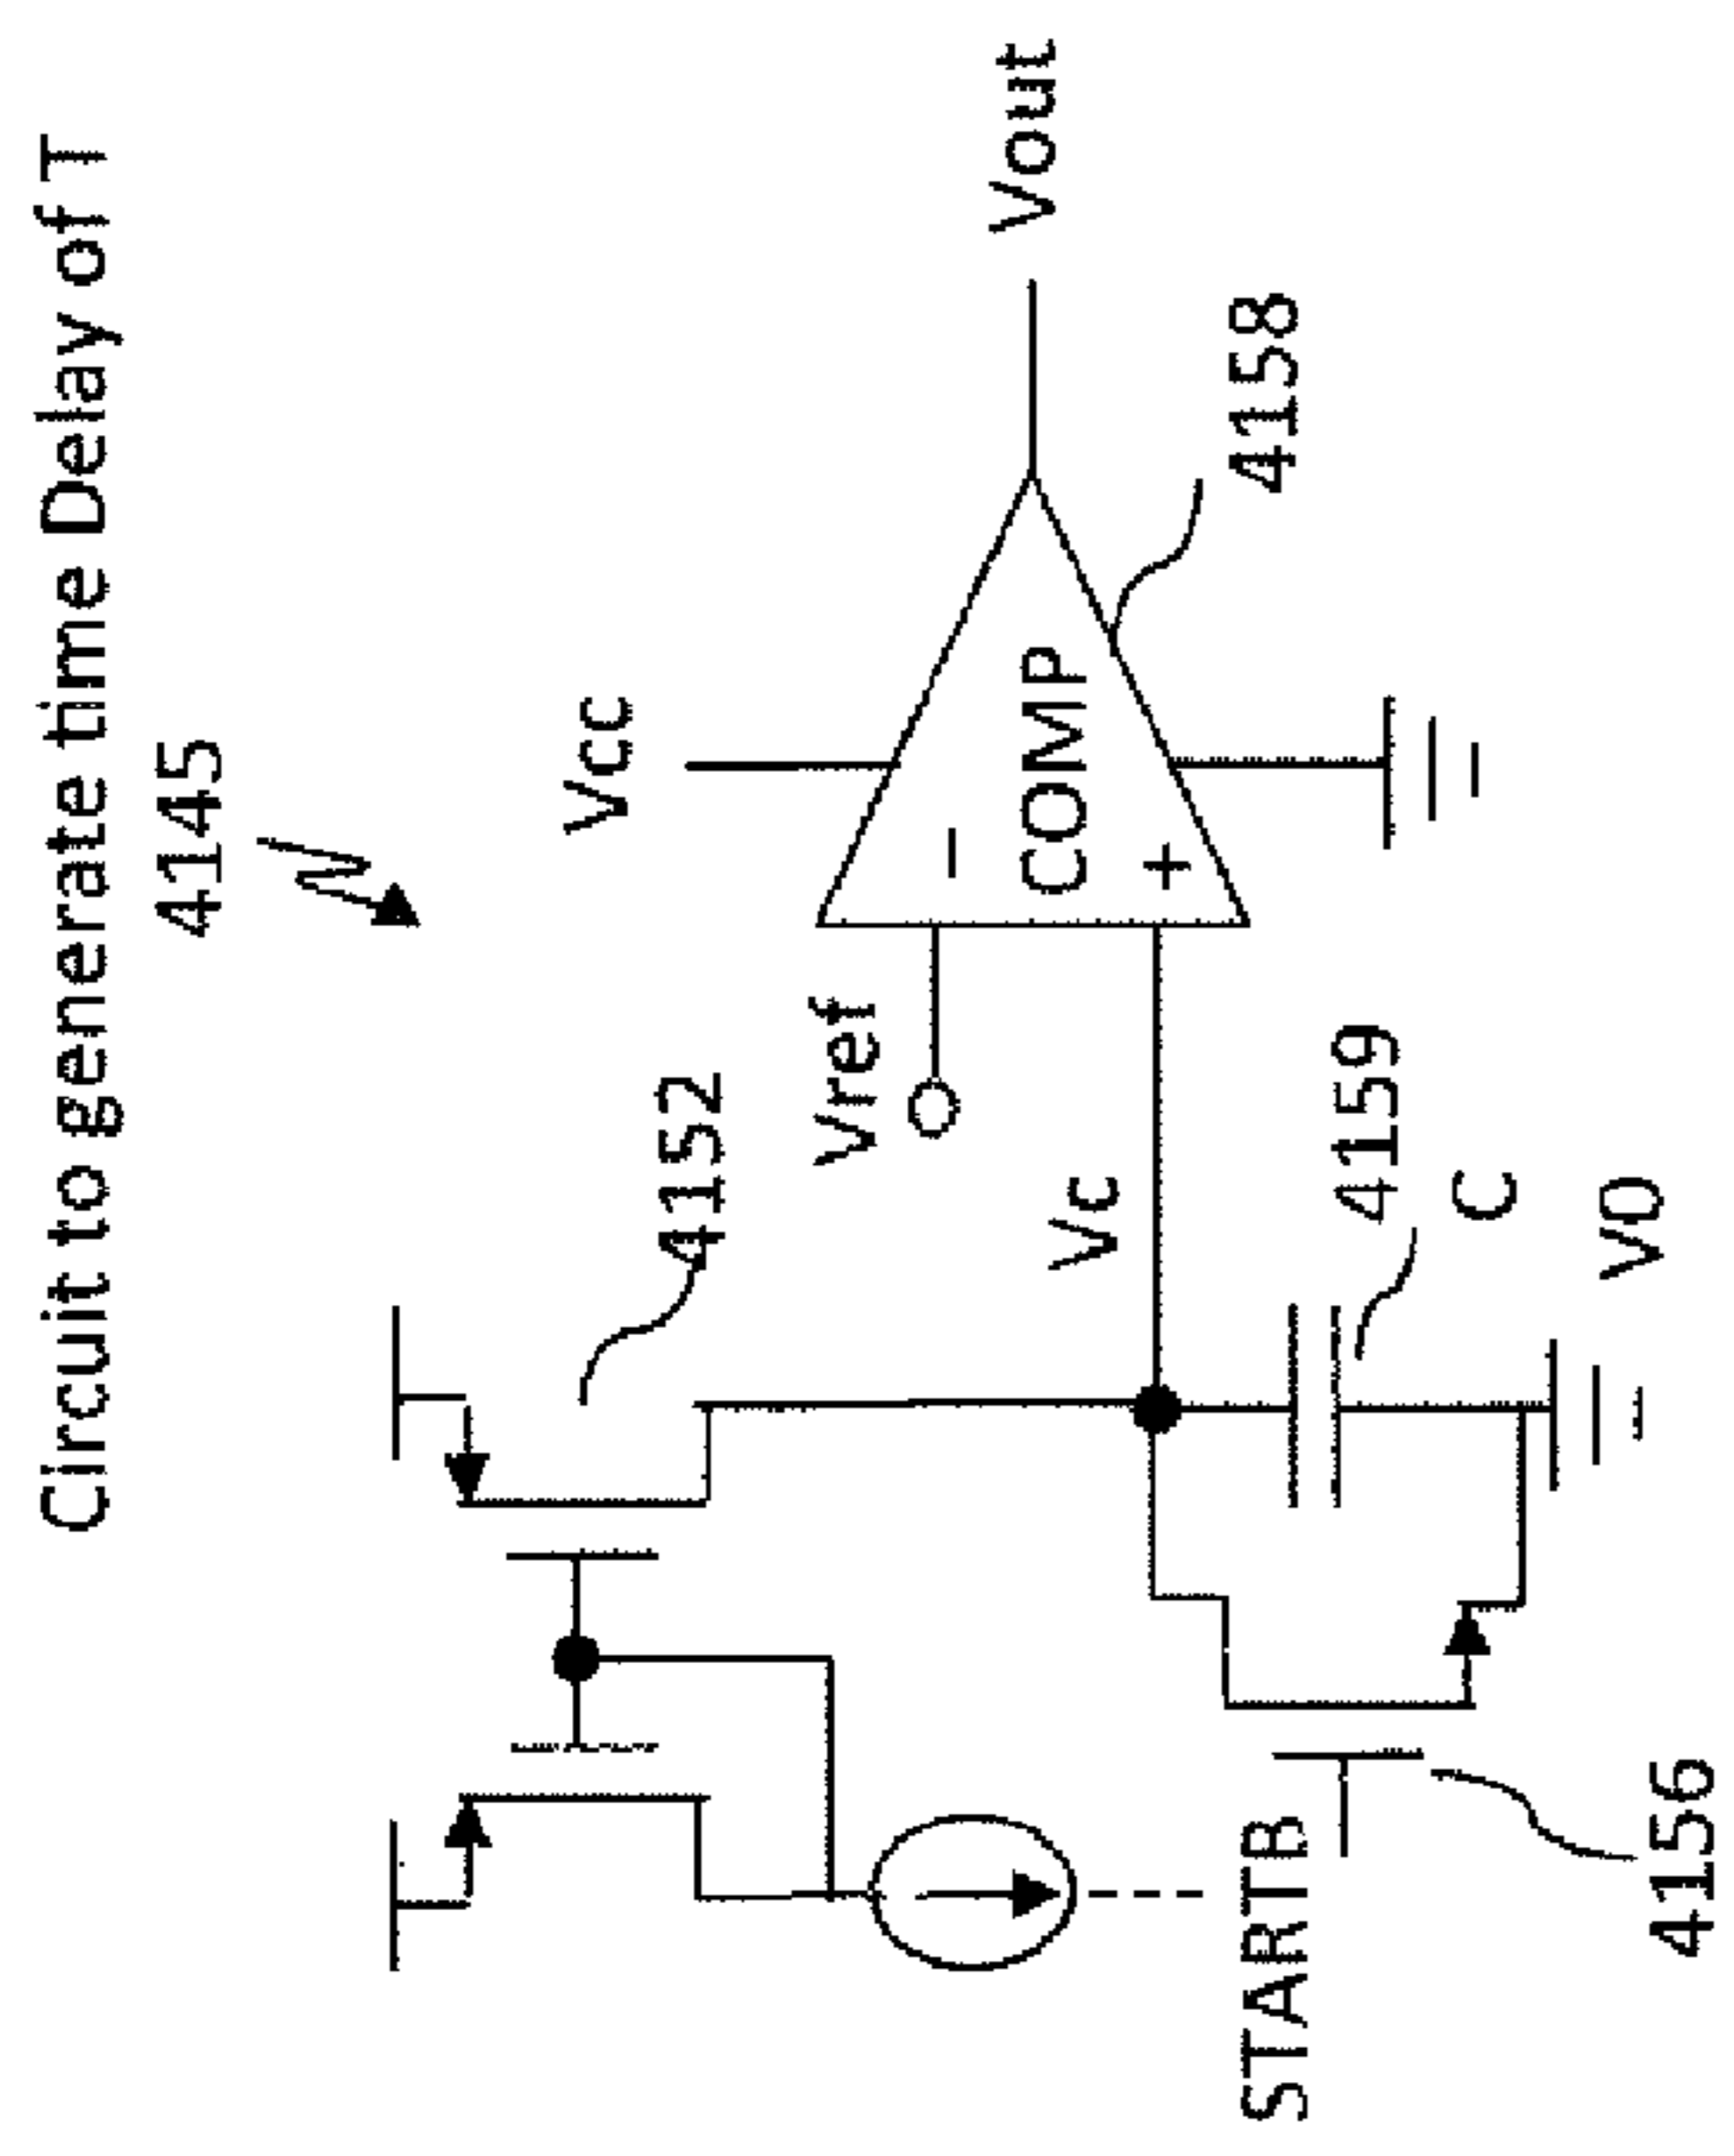 Circuit to generate time Delay of T
4145
4152
Vcc
Vref
Vout
COMP
-
+
4158
Vc
4159
C
V0
STARTB
4156